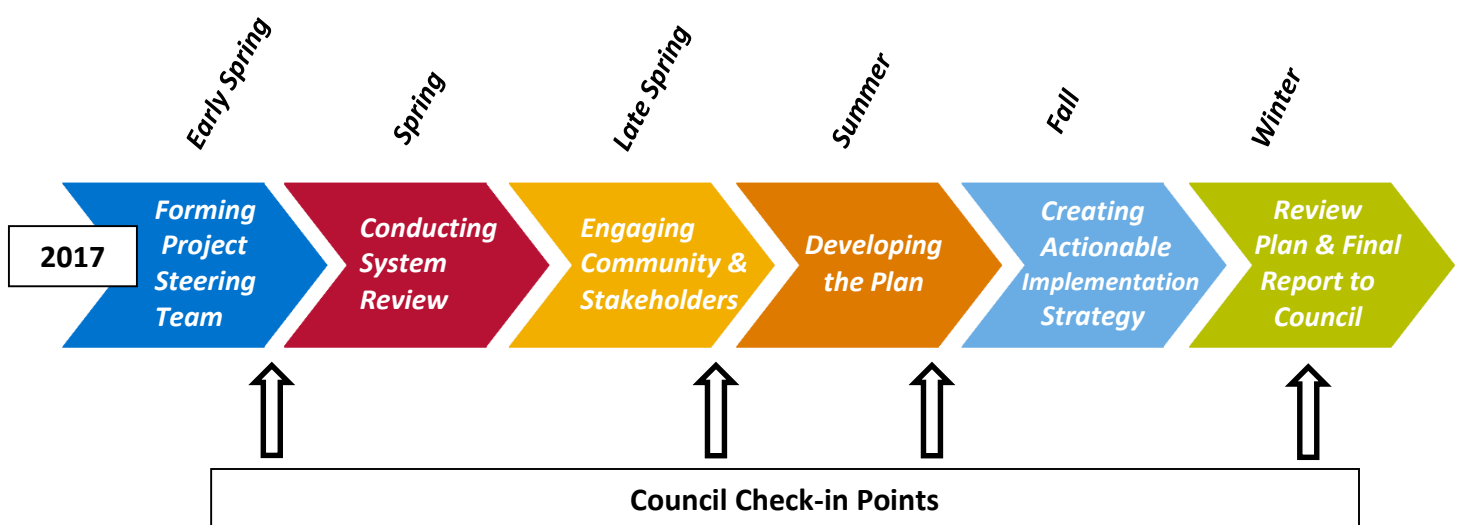 Early Spring
Spring
Late Spring
Summer
Fall
Winter
2017
Forming
Project
Steering
Team
Conducting
System
Review
Engaging
Community &
Stakeholders
Developing
the Plan
Creating
Actionable
Implementation
Strategy
Review
Plan & Final
Report to
Council
Council Check-in Points